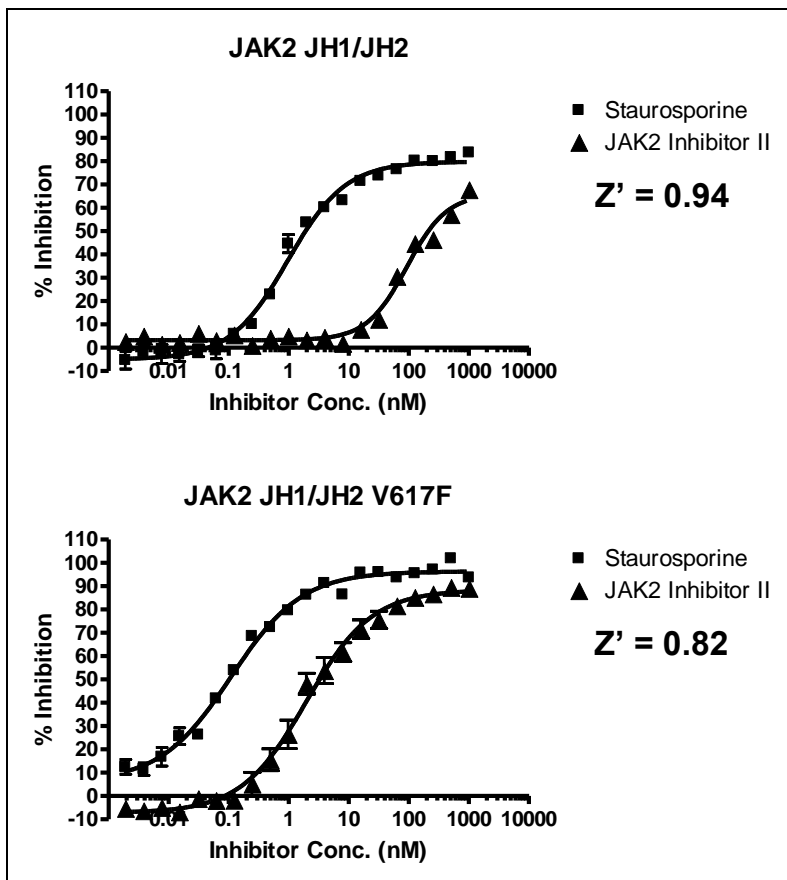 JAK2 JH1/JH2
110
100
90
80
70
60
50
40
30
20
10
0
-10
% Inhibition
0.01 0.1 1 10 100 1000 10000
Inhibitor Conc. (nM)
Staurosporine
JAK2 Inhibitor II
Z’ = 0.94
JAK2 JH1/JH2 V617F
110
100
90
80
70
60
50
40
30
20
10
0
-10
% Inhibition
0.01 0.1 1 10 100 1000 10000
Inhibitor Conc. (nM)
Staurosporine
JAK2 Inhibitor II
Z’ = 0.82